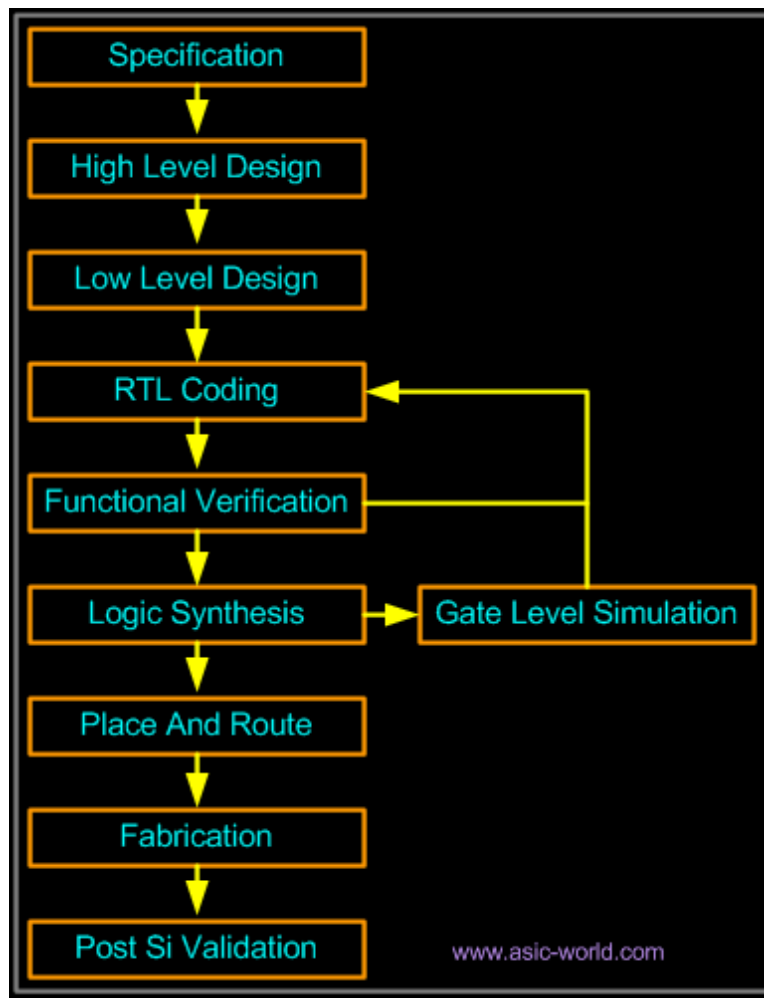 Specification
High Level Design
Low Level Design
RTL Coding
Functional Verification
Logic Synthesis
Gate Level Simulation
Place And Route
Fabrication
Post Si Validation
www.asic-world.com